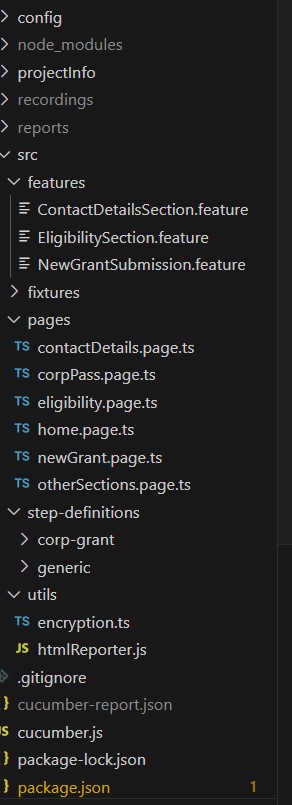 config
node_modules
projectInfo
recordings
reports
src
features
ContactDetailsSection.feature
EligibilitySection.feature
NewGrantSubmission.feature
fixtures
pages
TS contactDetails.page.ts
TS corpPass.page.ts
TS eligibility.page.ts
TS home.page.ts
TS newGrant.page.ts
TS otherSections.page.ts
step-definitions
corp-grant
generic
utils
TS encryption.ts
JS htmlReporter.js
.gitignore
} cucumber-report.json
S cucumber.js
} package-lock.json
} package.json 1